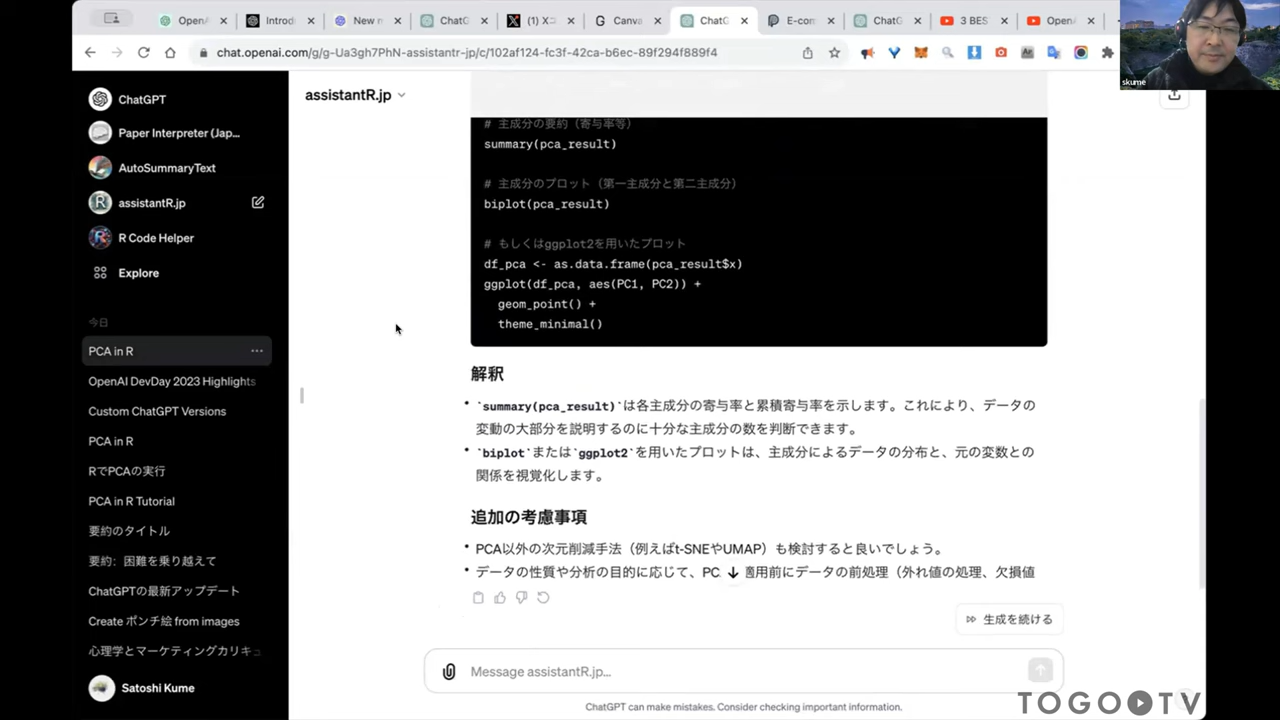 OpenA
Introd
New n
ChatG
(1) X
Canva
ChatG
E-com
ChatG
3 BES
OpenA
chat.openai.com/g/g-Ua3gh7PhN-assistantr-jp/c/102af124-fc3f-42ca-b6ec-89f294f889f4
skume
ChatGPT
Paper Interpreter (Jap...
AutoSummaryText
assistantR.jp
R Code Helper
Explore
今日
PCA in R
OpenAI DevDay 2023 Highlights
Custom ChatGPT Versions
PCA in R
RでPCAの実行
PCA in R Tutorial
要約のタイトル
要約: 困難を乗り越えて
ChatGPTの最新アップデート
Create ポンチ絵 from images
心理学とマーケティングカリキュ
Satoshi Kume
assistantR.jp
# 主成分の要約（寄与率等）
summary(pca_result)
# 主成分のプロット（第一主成分と第二主成分）
biplot(pca_result)
# もしくはggplot2を用いたプロット
df_pca <- as.data.frame(pca_result$x)
ggplot(df_pca, aes(PC1, PC2)) +
geom_point() +
theme_minimal()
解釈
• `summary(pca_result)`は各主成分の寄与率と累積寄与率を示します。これにより、データの
変動の大部分を説明するのに十分な主成分の数を判断できます。
• `biplot`または`ggplot2`を用いたプロットは、主成分によるデータの分布と、元の変数との
関係を視覚化します。
追加の考慮事項
• PCA以外の次元削減手法（例えばt-SNEやUMAP）も検討すると良いでしょう。
• データの性質や分析の目的に応じて、PC 適用前にデータの前処理（外れ値の処理、欠損値
生成を続ける
Message assistantR.jp...
ChatGPT can make mistakes. Consider checking important information.
TOGO TV